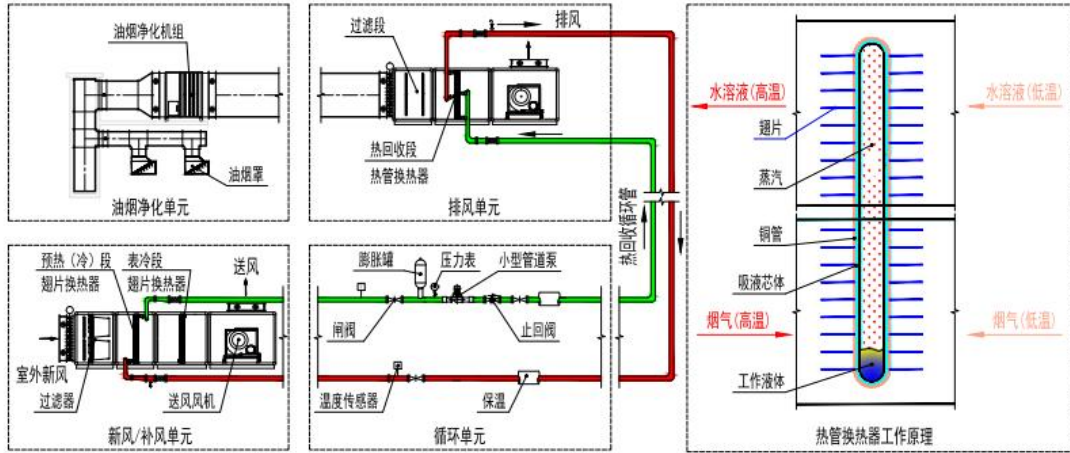 油烟净化机组
油烟罩
油烟净化单元
过滤段
排风
热回收段
热管换热器
排风单元
热回收循环管
预热（冷）段
翅片换热器
表冷段
翅片换热器
送风
室外新风
过滤器
送风风机
新风/补风单元
膨胀罐
压力表
小型管道泵
闸阀
止回阀
温度传感器
保温
循环单元
水溶液(高温)
水溶液(低温)
翅片
蒸汽
铜管
吸液芯体
烟气(高温)
烟气(低温)
工作液体
热管换热器工作原理